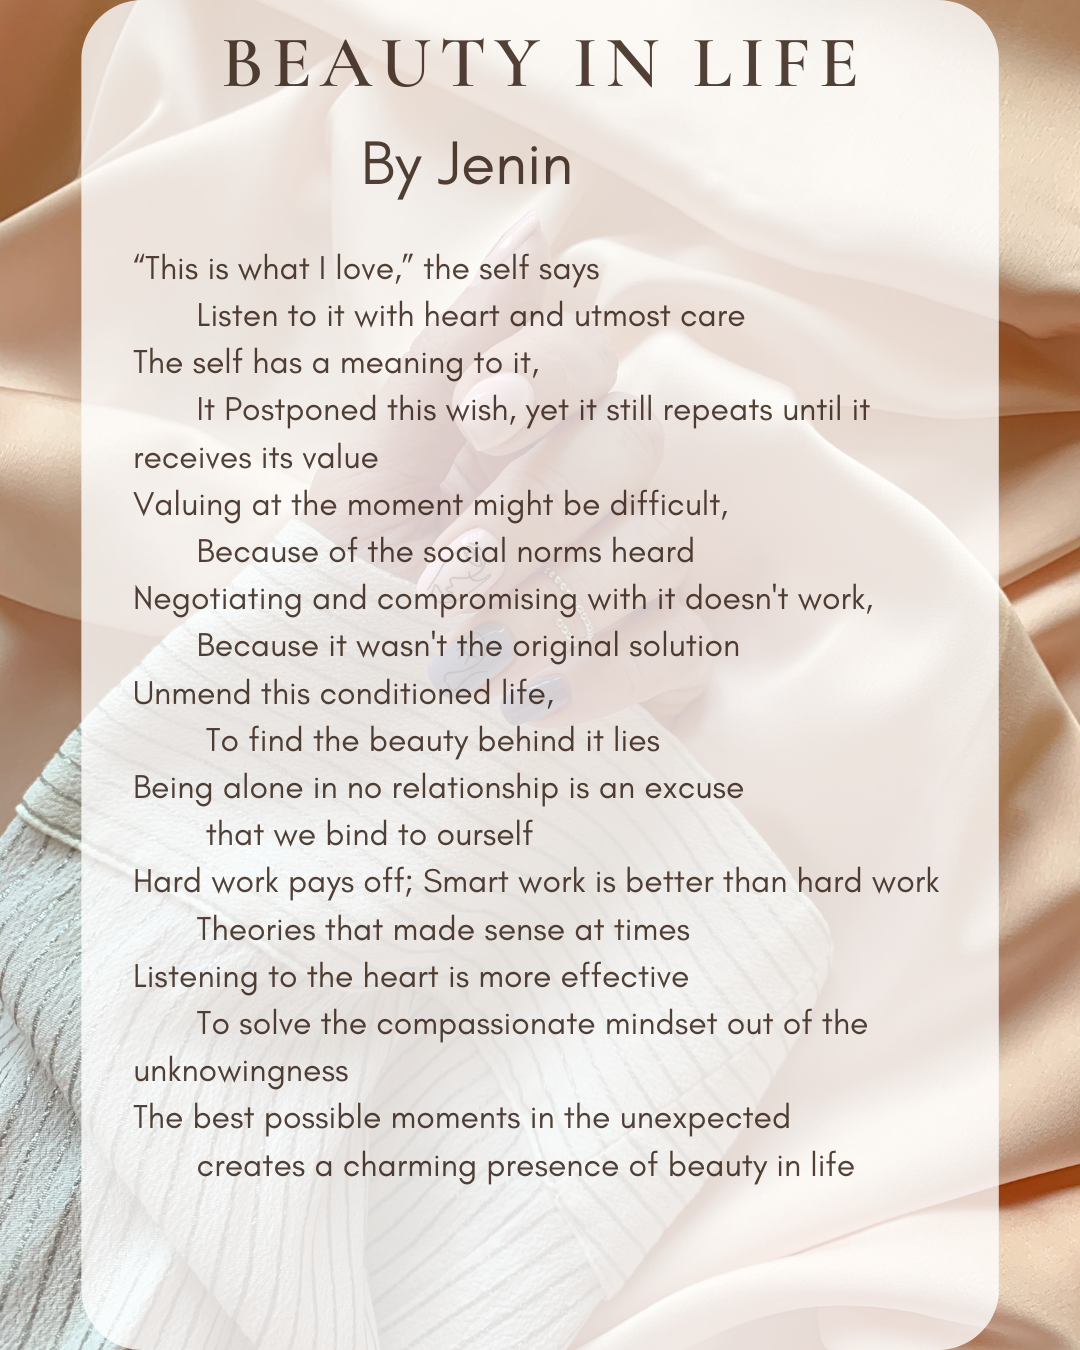 BEAUTY IN LIFE
By Jenin
“This is what I love,” the self says
Listen to it with heart and utmost care
The self has a meaning to it,
It Postponed this wish, yet it still repeats until it
receives its value
Valuing at the moment might be difficult,
Because of the social norms heard
Negotiating and compromising with it doesn't work,
Because it wasn't the original solution
Unmend this conditioned life,
To find the beauty behind it lies
Being alone in no relationship is an excuse
that we bind to ourself
Hard work pays off; Smart work is better than hard work
Theories that made sense at times
Listening to the heart is more effective
To solve the compassionate mindset out of the
unknowingness
The best possible moments in the unexpected
creates a charming presence of beauty in life